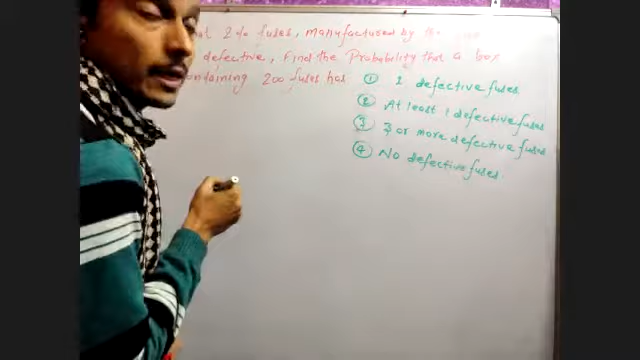 2% fuses, manufactured by the
defective, Find the Probability that a box
containing 200 fuses has
① 1 defective fuses
② At least 1 defective fuses
③ 3 or more defective fuses
④ No defective fuses.